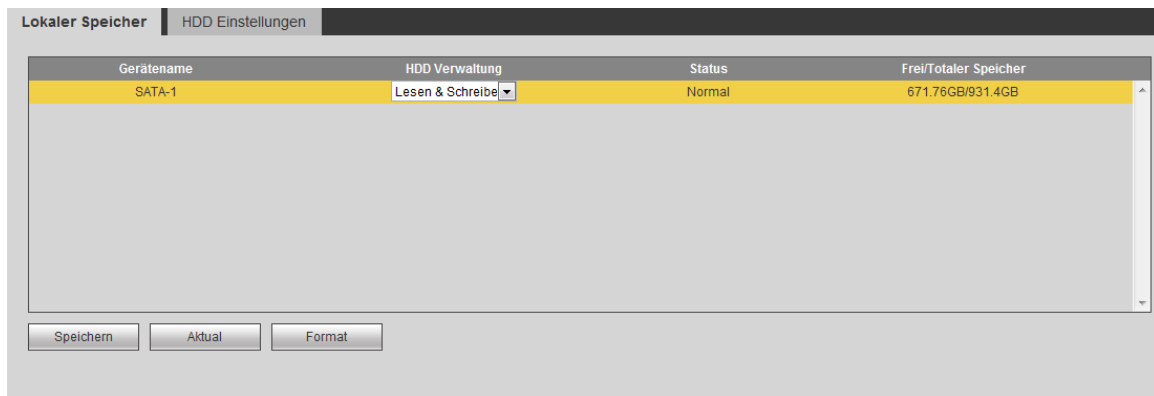 Lokaler Speicher HDD Einstellungen
Gerätename HDD Verwaltung Status Frei/Totaler Speicher
SATA-1 Lesen & Schreibe Normal 671.76GB/931.4GB
Speichern Aktual Format